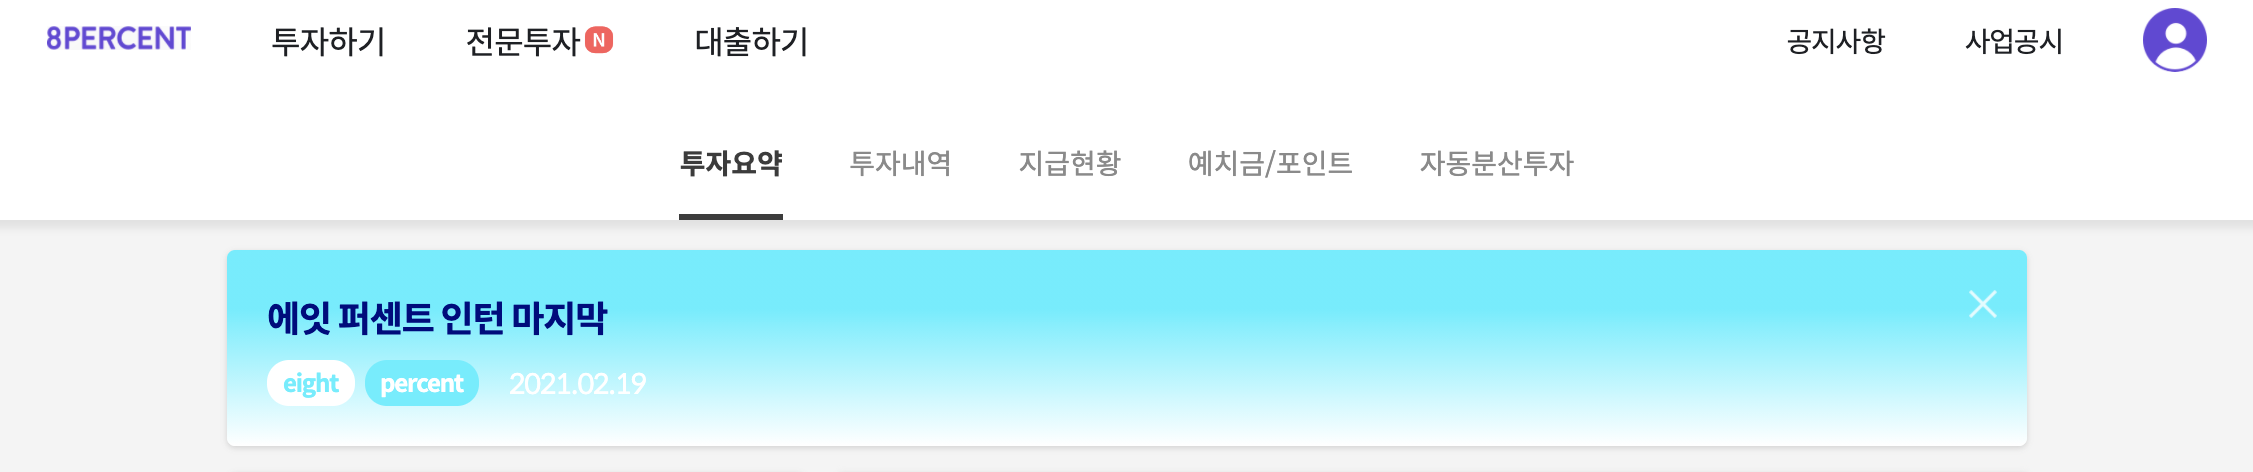 8PERCENT 투자하기 전문투자 N 대출하기 공지사항 사업공시
투자요약 투자내역 지급현황 예치금/포인트 자동분산투자
에잇 퍼센트 인턴 마지막
eight percent 2021.02.19